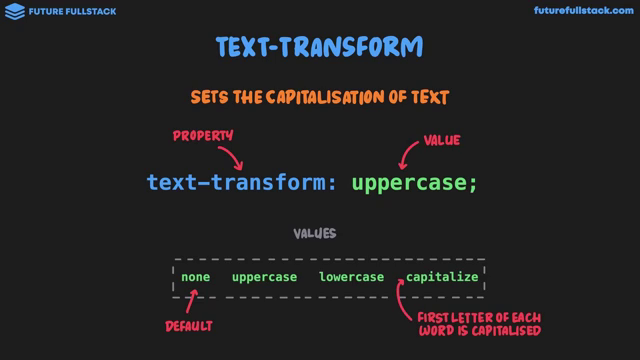 FUTURE FULLSTACK
futurefullstack.com
TEXT-TRANSFORM
SETS THE CAPITALISATION OF TEXT
PROPERTY
VALUE
text-transform: uppercase;
VALUES
none uppercase lowercase capitalize
DEFAULT
FIRST LETTER OF EACH
WORD IS CAPITALISED